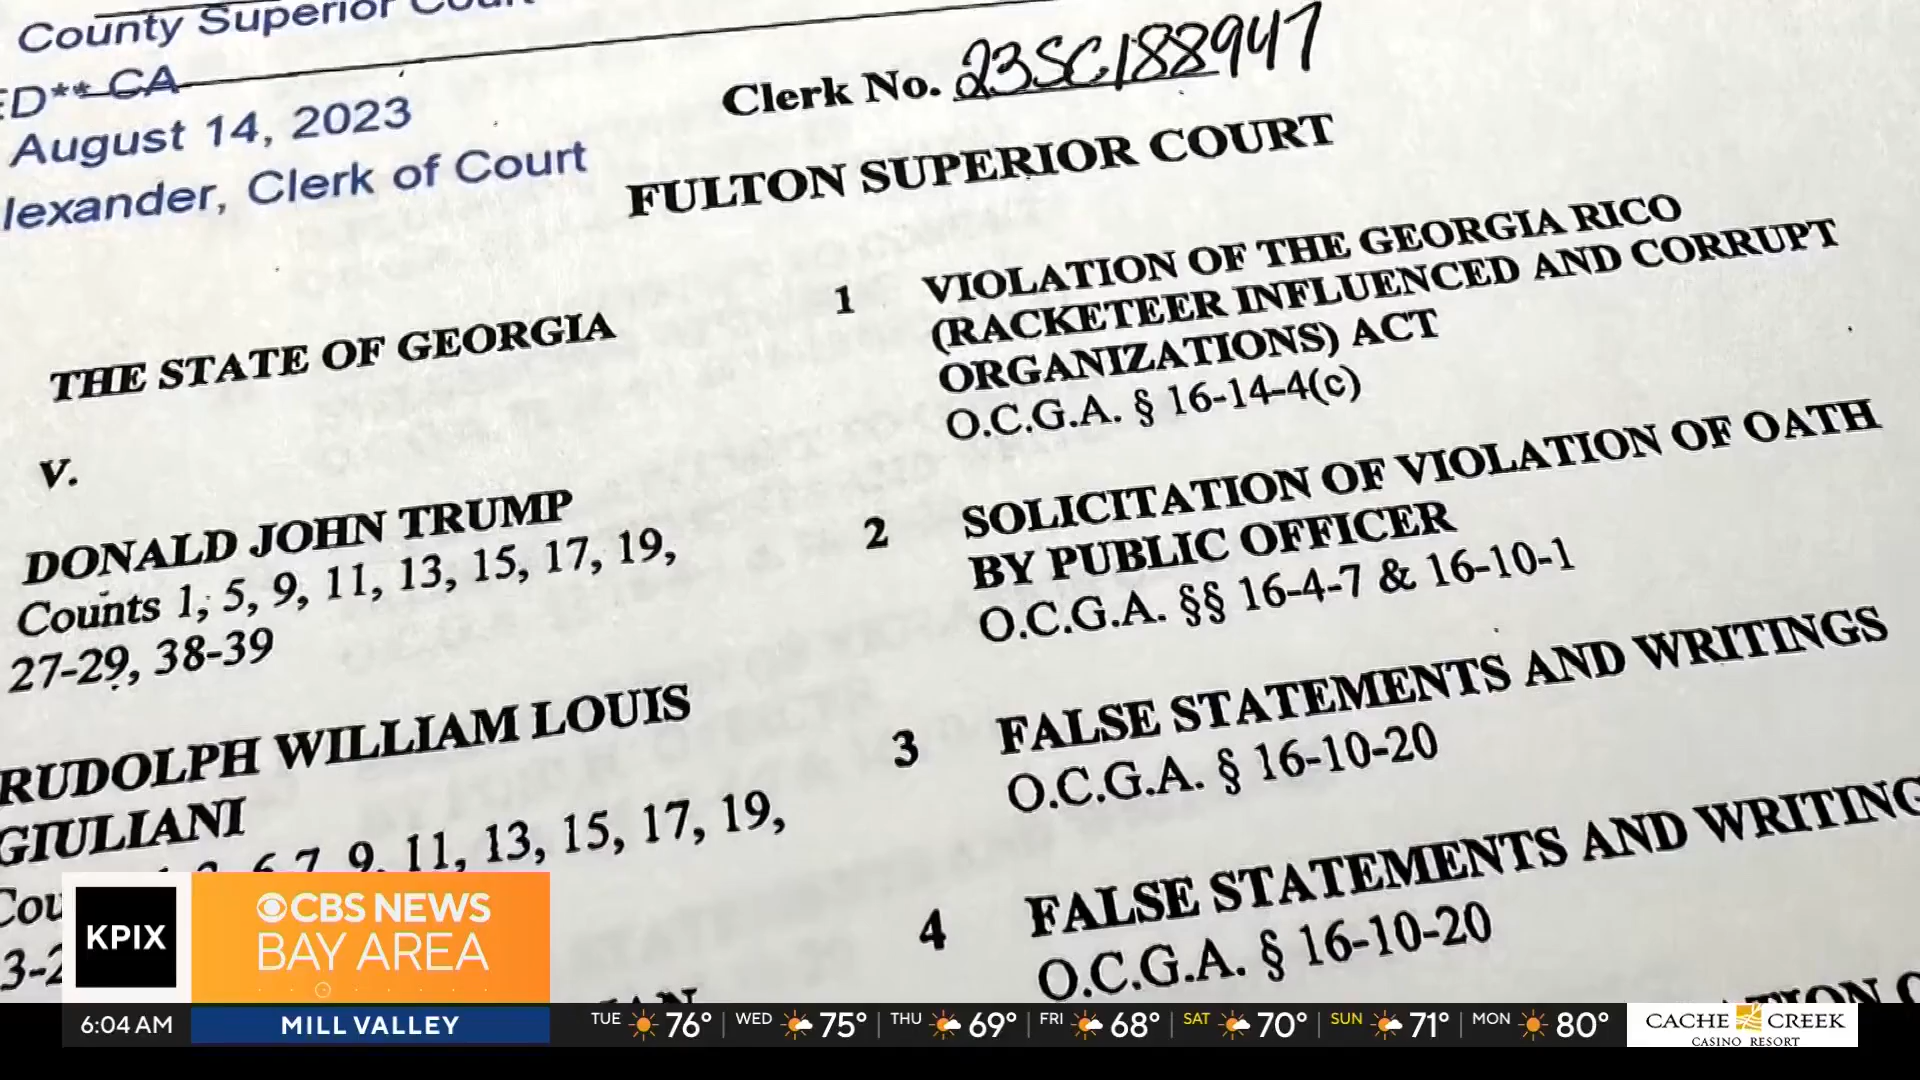 County Superior Court
ED** CA
August 14, 2023
lexander, Clerk of Court
Clerk No. 23SC188947
FULTON SUPERIOR COURT
THE STATE OF GEORGIA
v.
DONALD JOHN TRUMP
Counts 1, 5, 9, 11, 13, 15, 17, 19,
27-29, 38-39
RUDOLPH WILLIAM LOUIS
GIULIANI
9, 11, 13, 15, 17, 19,
1 VIOLATION OF THE GEORGIA RICO
(RACKETEER INFLUENCED AND CORRUPT
ORGANIZATIONS) ACT
O.C.G.A. § 16-14-4(c)
2 SOLICITATION OF VIOLATION OF OATH
BY PUBLIC OFFICER
O.C.G.A. §§ 16-4-7 & 16-10-1
3 FALSE STATEMENTS AND WRITINGS
O.C.G.A. § 16-10-20
4 FALSE STATEMENTS AND WRITING
O.C.G.A. § 16-10-20
KPIX
CBS NEWS
BAY AREA
6:04 AM MILL VALLEY TUE 76° WED 75° THU 69° FRI 68° SAT 70° SUN 71° MON 80°
CACHE CREEK
CASINO RESORT